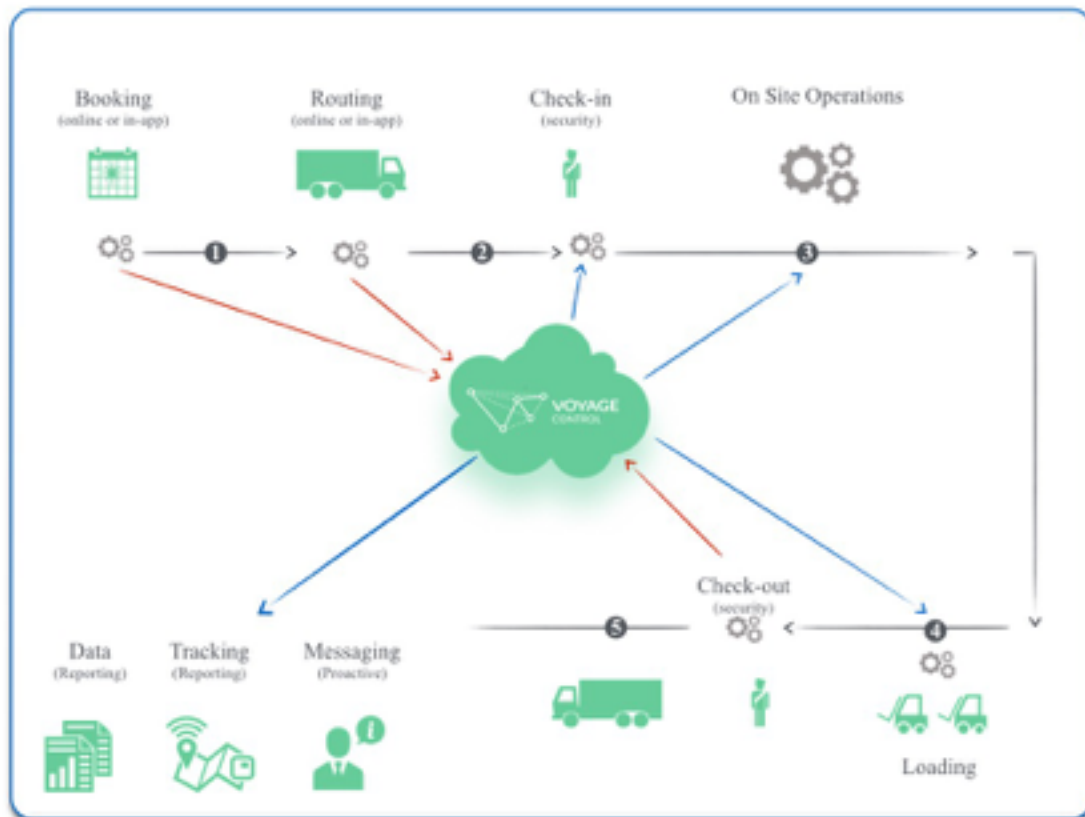 Booking
(online or in-app)
Routing
(online or in-app)
Check-in
(security)
On Site Operations
1
2
3
VOYAGE
CONTROL
Check-out
(security)
5
4
Data
(Reporting)
Tracking
(Reporting)
Messaging
(Proactive)
i
Loading